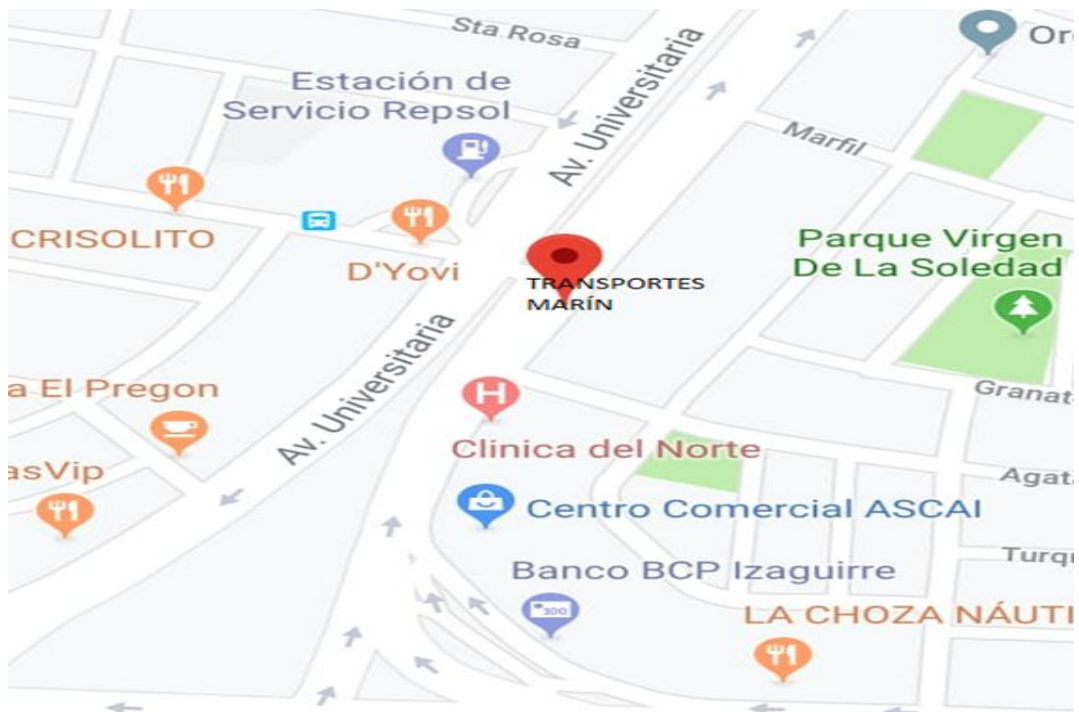 Sta Rosa
Estación de
Servicio Repsol
Av. Universitaria
Marfil
CRISOLITO
D'Yovi
TRANSPORTES
MARÍN
Parque Virgen
De La Soledad
a El Pregon
Av. Universitaria
Granat
Clinica del Norte
asVip
Agata
Centro Comercial ASCAI
Turqu
Banco BCP Izaguirre
LA CHOZA NÁUTI